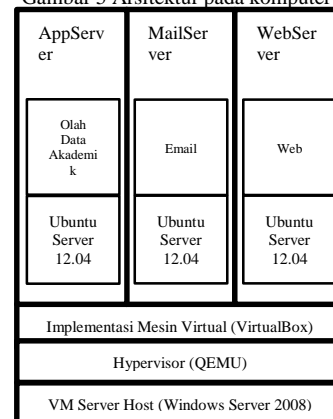 Gambar 3 Arsitektur pada komputer
AppServ
er
MailSer
ver
WebSer
ver
Olah
Data
Akademi
k
Email
Web
Ubuntu
Server
12.04
Ubuntu
Server
12.04
Ubuntu
Server
12.04
Implementasi Mesin Virtual (VirtualBox)
Hypervisor (QEMU)
VM Server Host (Windows Server 2008)